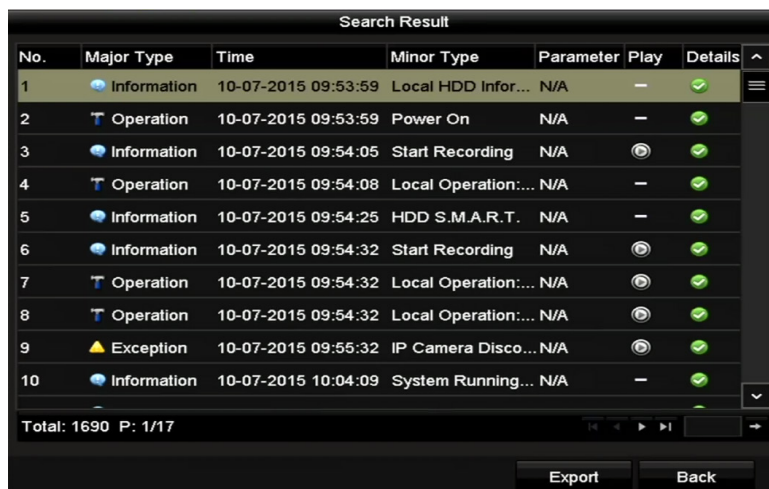 Search Result
No. Major Type Time Minor Type Parameter Play Details
1 Information 10-07-2015 09:53:59 Local HDD Infor... N/A –
2 Operation 10-07-2015 09:53:59 Power On N/A –
3 Information 10-07-2015 09:54:05 Start Recording N/A
4 Operation 10-07-2015 09:54:08 Local Operation:... N/A –
5 Information 10-07-2015 09:54:25 HDD S.M.A.R.T. N/A –
6 Information 10-07-2015 09:54:32 Start Recording N/A
7 Operation 10-07-2015 09:54:32 Local Operation:... N/A
8 Operation 10-07-2015 09:54:32 Local Operation:... N/A
9 Exception 10-07-2015 09:55:32 IP Camera Disco... N/A
10 Information 10-07-2015 10:04:09 System Running... N/A –
Total: 1690 P: 1/17
Export Back